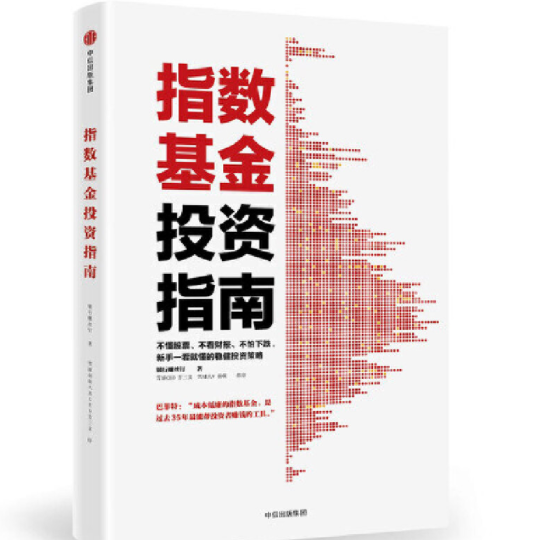 中信出版集团
指数基金投资指南
指数
基金
投资
指南
不懂股票、不看财报、不怕下跌，
新手一看就懂的稳健投资策略
银行螺丝钉 著
巴菲特：“成本低廉的指数基金，是
过去35年最能帮投资者赚钱的工具。”
中信出版集团